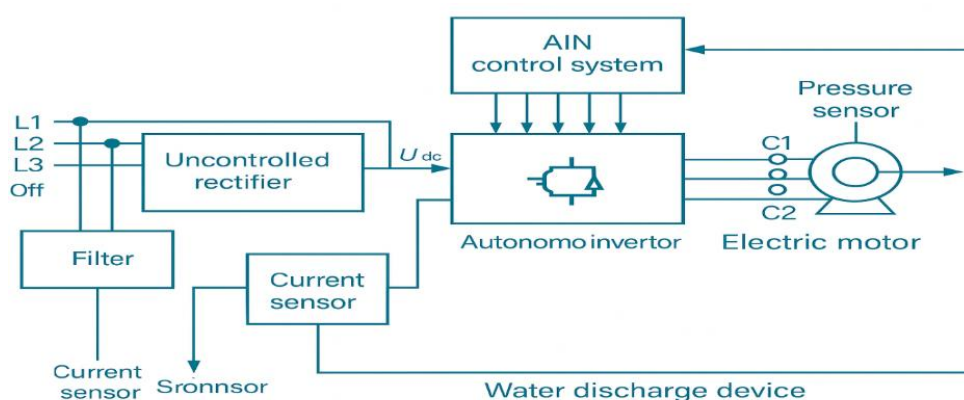 AIN
control system
Pressure
sensor
L1
L2
L3
Off
Uncontrolled
rectifier
U dc
C1
C2
Autonomo invertor
Electric motor
Filter
Current
sensor
Current
sensor
Sronnsor
Water discharge device